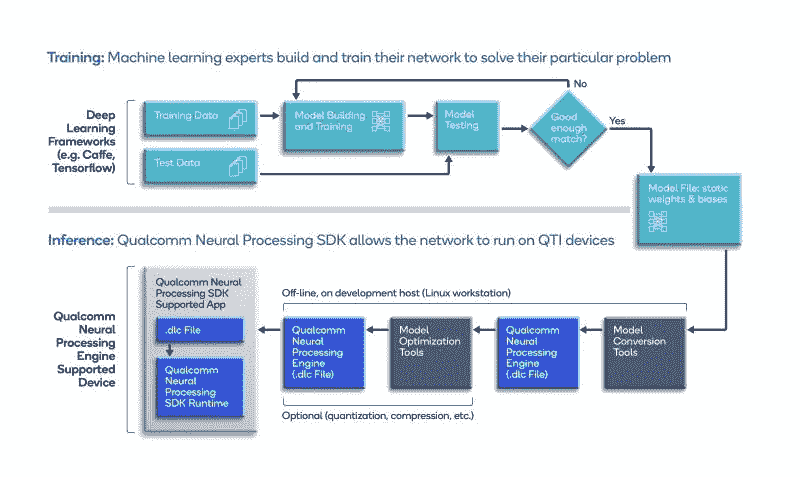 Training: Machine learning experts build and train their network to solve their particular problem
No
Deep
Learning
Frameworks
(e.g. Caffe,
Tensorflow)
Training Data
Test Data
Model Building
and Training
Model
Testing
Good
enough
match?
Yes
Model File: static
weights & biases
Inference: Qualcomm Neural Processing SDK allows the network to run on QTI devices
Qualcomm
Neural
Processing
Engine
Supported
Device
Qualcomm Neural
Processing SDK
Supported App
.dlc File
Qualcomm
Neural
Processing
SDK Runtime
Off-line, on development host (Linux workstation)
Qualcomm
Neural
Processing
Engine
(.dlc File)
Model
Optimization
Tools
Qualcomm
Neural
Processing
Engine
(.dlc File)
Model
Conversion
Tools
Optional (quantization, compression, etc.)